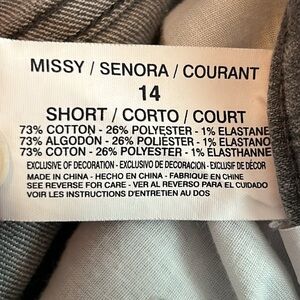 MISSY / SENORA / COURANT
14
SHORT / CORTO / COURT
73% COTTON - 26% POLYESTER - 1% ELASTANE
73% ALGODON - 26% POLIESTER - 1% ELASTANO
73% COTON - 26% POLYESTER - 1% ELASTHANNE
EXCLUSIVE OF DECORATION - EXCLUSIVO DE DECORACION - EXCLUSIF DE DÉCOR
MADE IN CHINA - HECHO EN CHINA - FABRIQUE EN CHINE
SEE REVERSE FOR CARE - VER AL REVERSO PARA EL CUIDADO
VOIR LES INSTRUCTIONS D'ENTRETIEN AU DOS